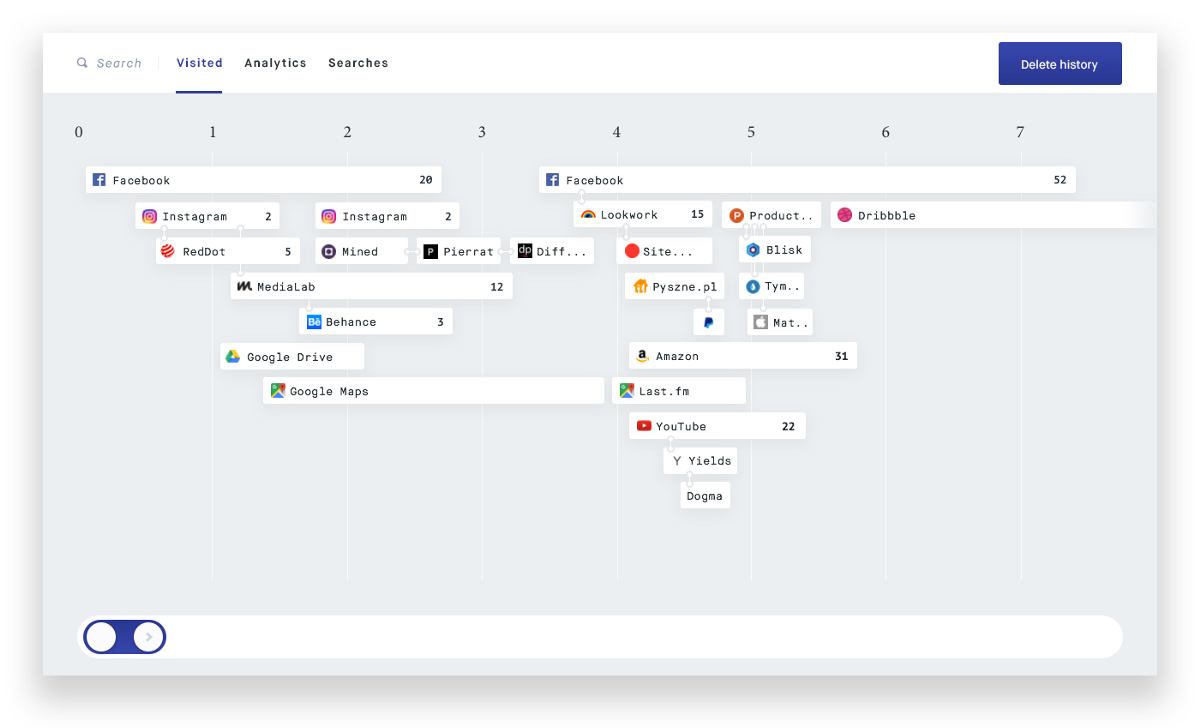 Search Visited Analytics Searches Delete history
0 1 2 3 4 5 6 7
Facebook 20 Facebook 52
Instagram 2 Instagram 2 Lookwork 15 Product.. Dribbble
RedDot 5 Mined P Pierrat dp Diff... Site... Blisk
MediaLab 12 Pyszne.pl Tym..
Bē Behance 3 Mat..
Google Drive a Amazon 31
Google Maps Last.fm
YouTube 22
Y Yields
Dogma